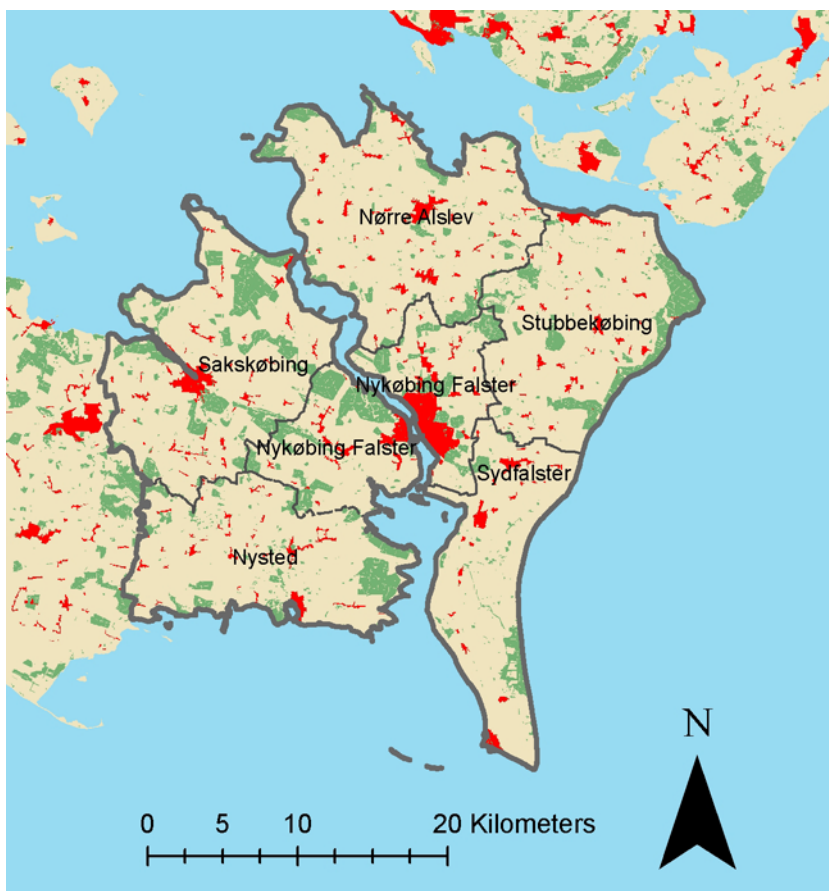 Nørre Alslev
Stubbekøbing
Sakskøbing
Nykøbing Falster
Nykøbing Falster
Sydfalster
Nysted
N
0 5 10 20 Kilometers